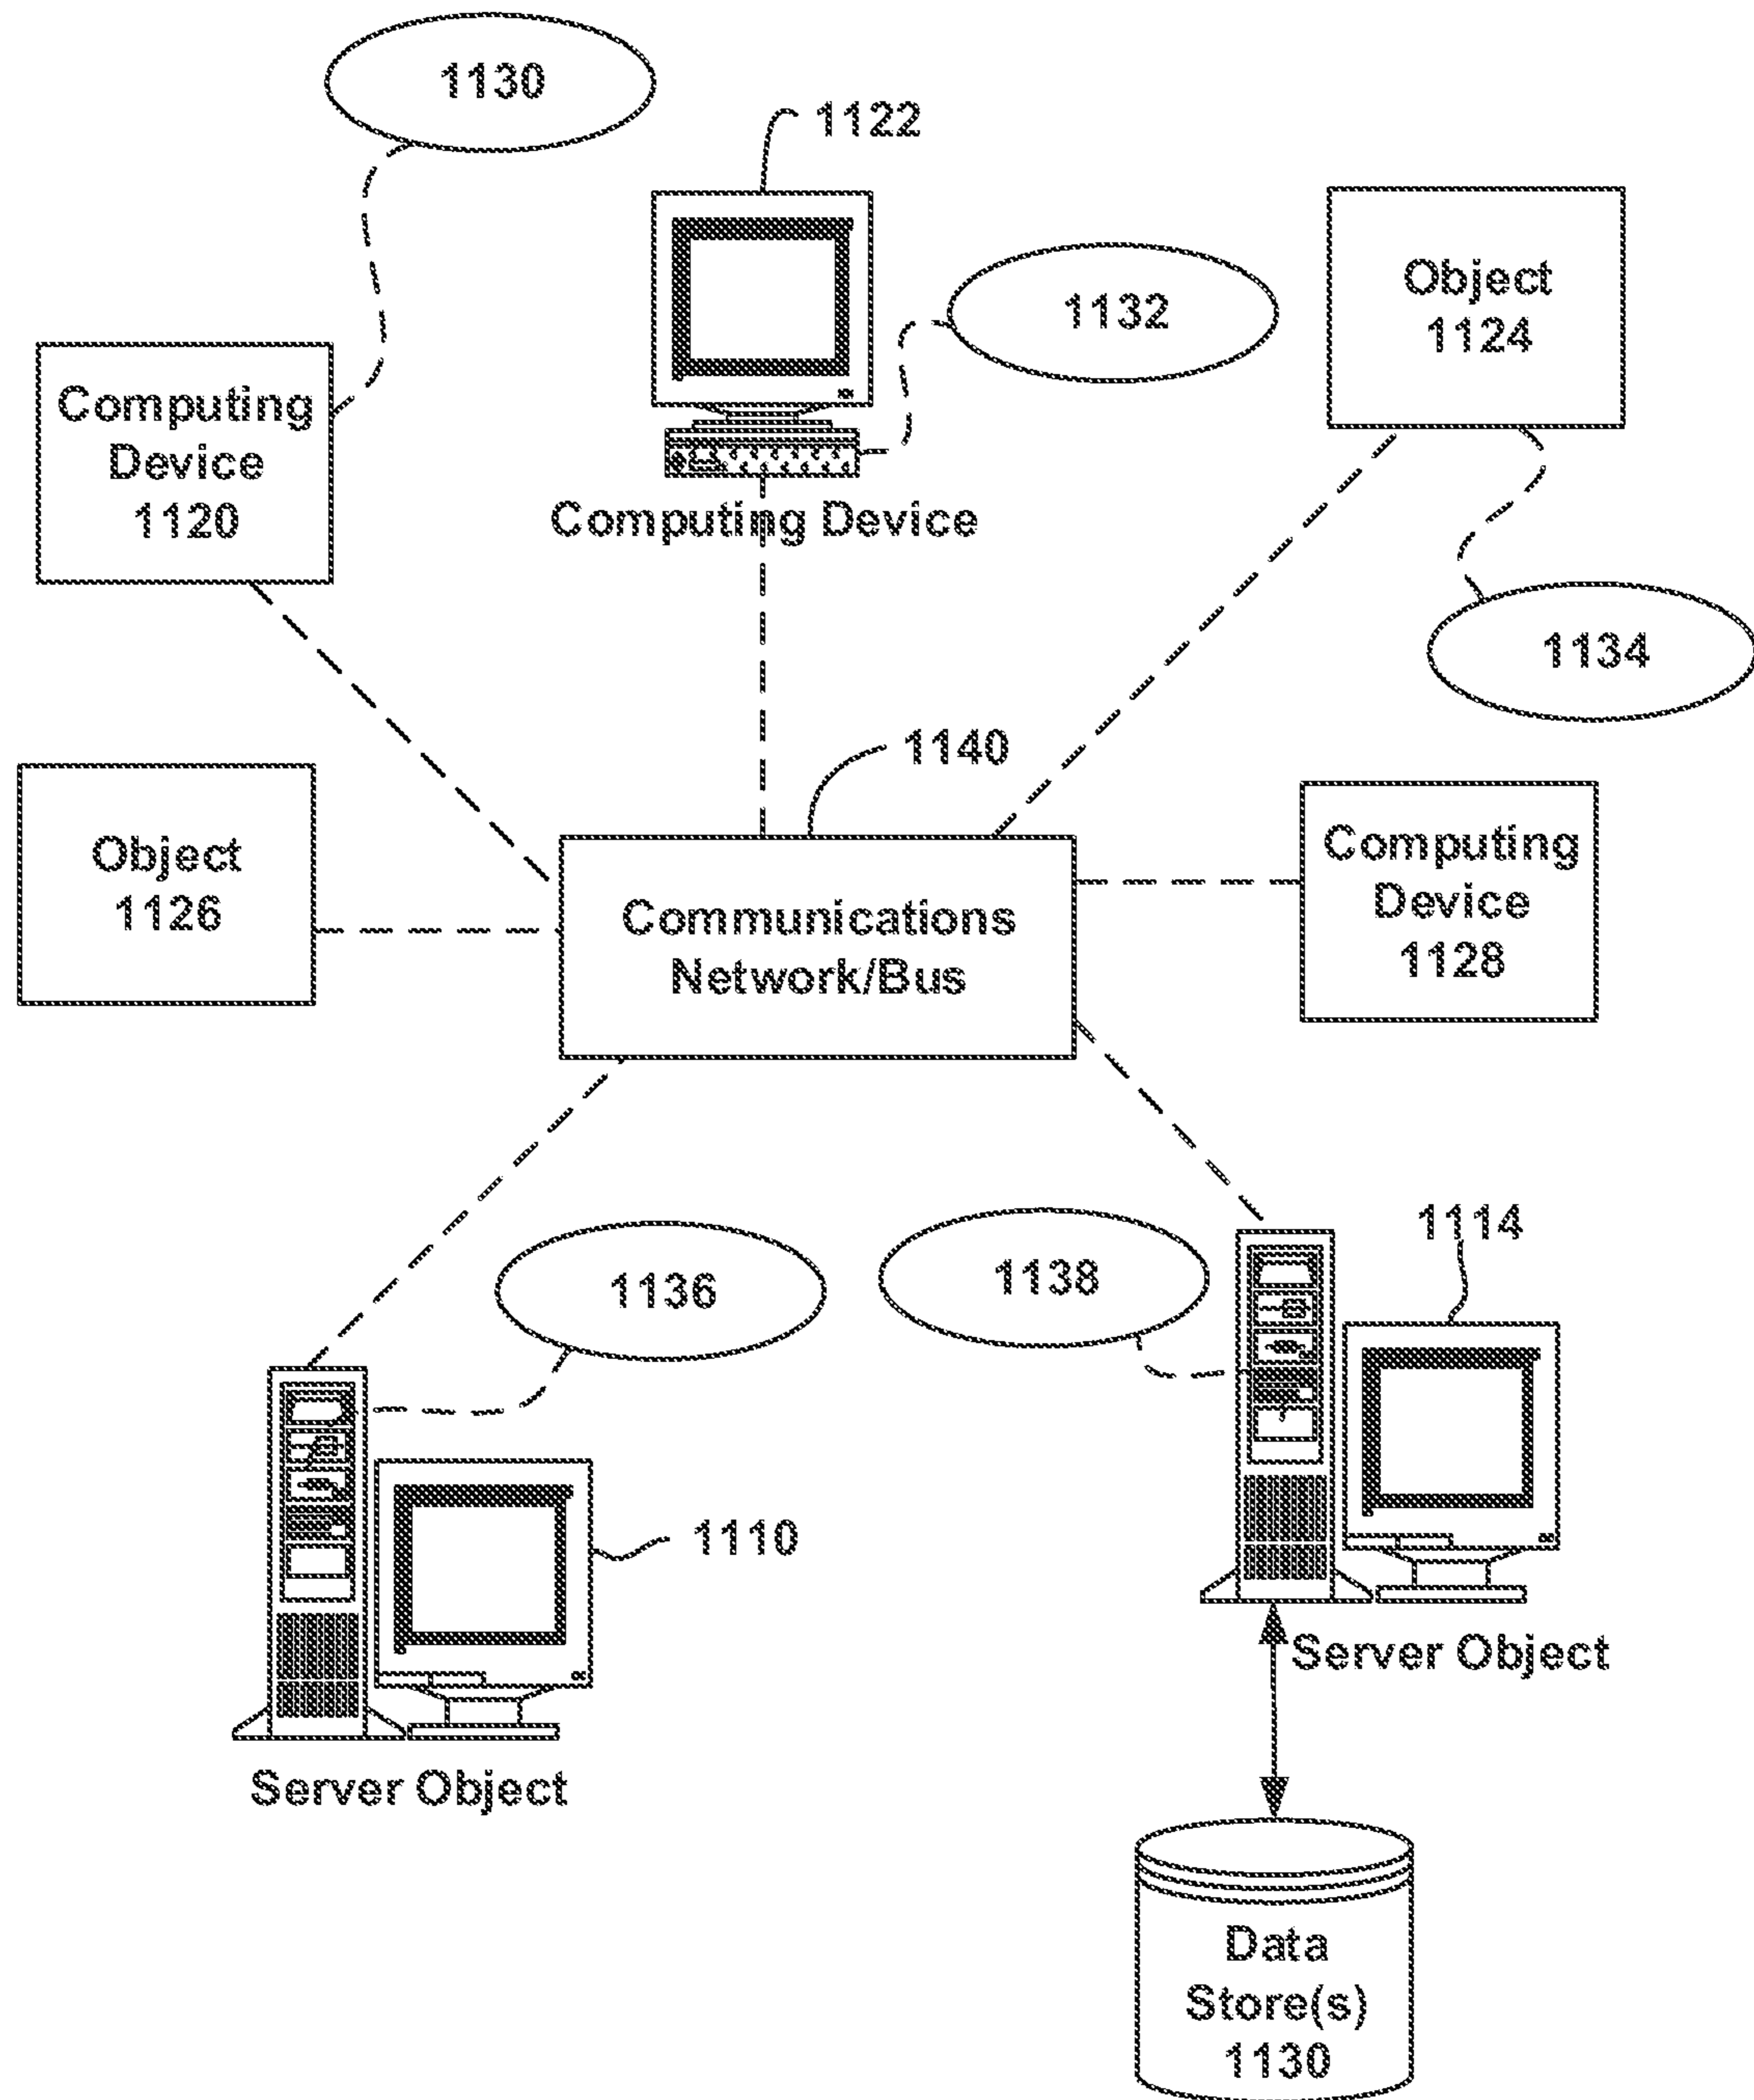 1130
1122
Object
1124
1132
Computing
Device
1120
Computing Device
1134
1140
Object
1126
Communications
Network/Bus
Computing
Device
1128
1136
1138
1114
1110
Server Object
Server Object
Data
Store(s)
1130